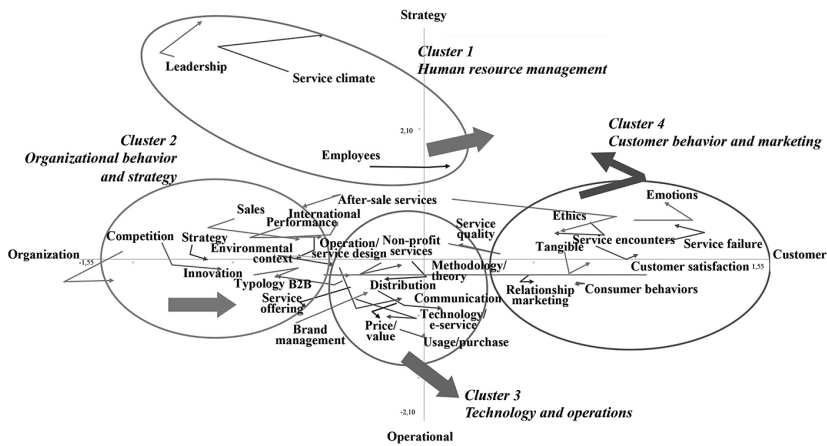 Strategy
Leadership
Service climate
Cluster 1
Human resource management
2,10
Employees
Cluster 4
Customer behavior and marketing
Cluster 2
Organizational behavior
and strategy
After-sale services
Emotions
Sales
International
Performance
Ethics
Service
quality
Competition
Strategy
Environmental
context
Operation/
service design
Non-profit
services
Service encounters
Service failure
Tangible
Organization
-1,55
Customer
1,55
Innovation
Methodology/
theory
Customer satisfaction
Typology B2B
Distribution
Relationship
marketing
Consumer behaviors
Service
offering
Communication
Technology/
e-service
Brand
management
Price/
value
Usage/purchase
Cluster 3
Technology and operations
-2,10
Operational